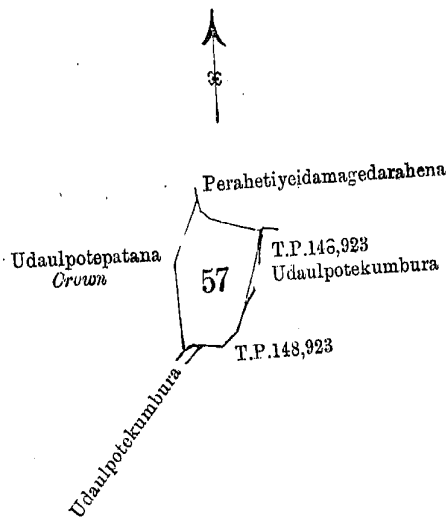 Perahetiyeidamagedarahena
Udaulpotepatana
Crown
T.P.146,923
Udaulpotekumbura
57
T.P.148,923
Udaulpotekumbura